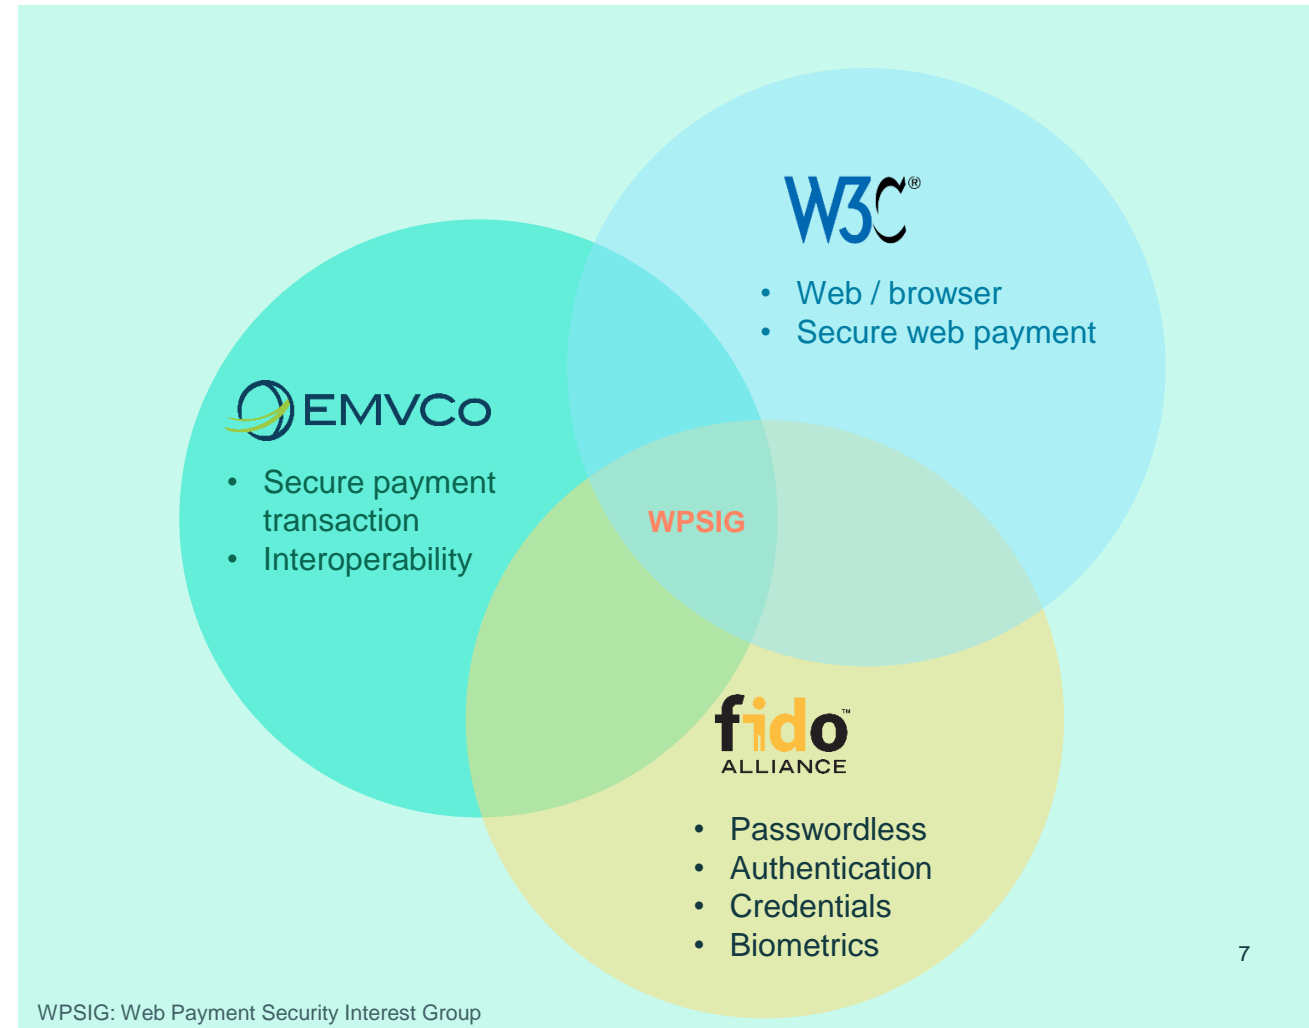 W3C®
• Web / browser
• Secure web payment
EMVCo
• Secure payment
transaction
• Interoperability
WPSIG
fido™
ALLIANCE
• Passwordless
• Authentication
• Credentials
• Biometrics
7
WPSIG: Web Payment Security Interest Group